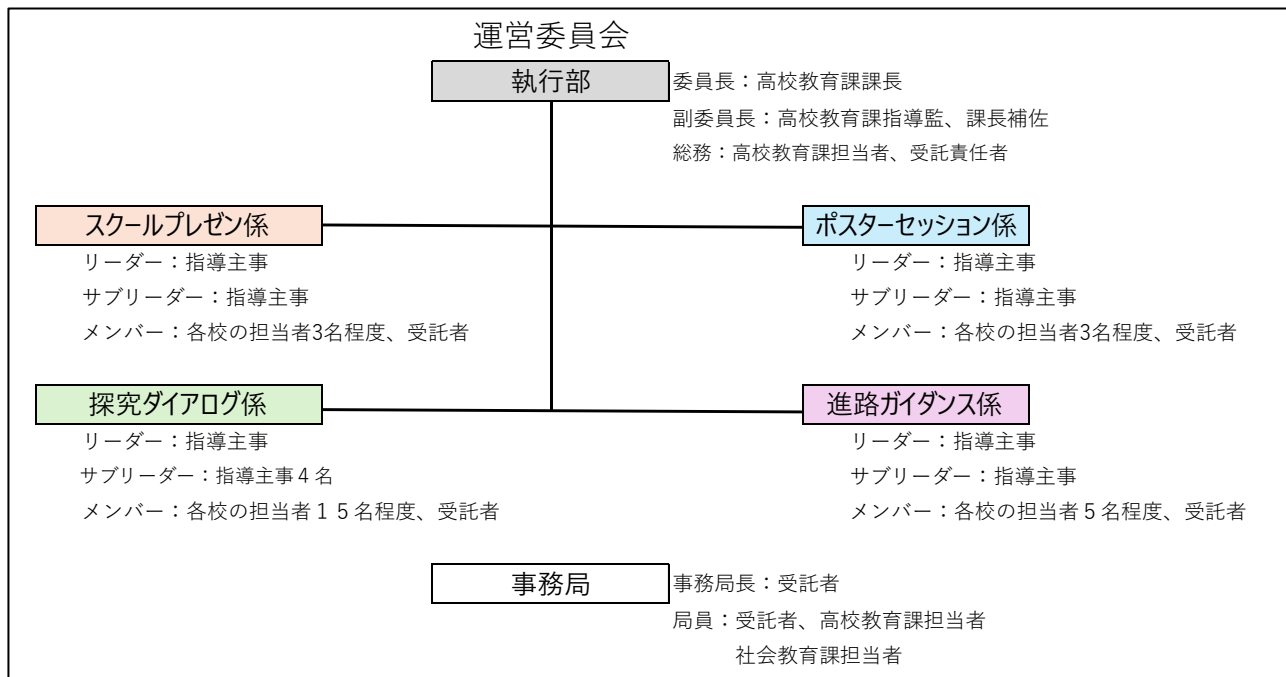 運営委員会
執行部
委員長：高校教育課課長
副委員長：高校教育課指導監、課長補佐
総務：高校教育課担当者、受託責任者
スクールプレゼン係
リーダー：指導主事
サブリーダー：指導主事
メンバー：各校の担当者3名程度、受託者
ポスターセッション係
リーダー：指導主事
サブリーダー：指導主事
メンバー：各校の担当者3名程度、受託者
探究ダイアログ係
リーダー：指導主事
サブリーダー：指導主事４名
メンバー：各校の担当者１５名程度、受託者
進路ガイダンス係
リーダー：指導主事
サブリーダー：指導主事
メンバー：各校の担当者５名程度、受託者
事務局
事務局長：受託者
局員：受託者、高校教育課担当者
社会教育課担当者